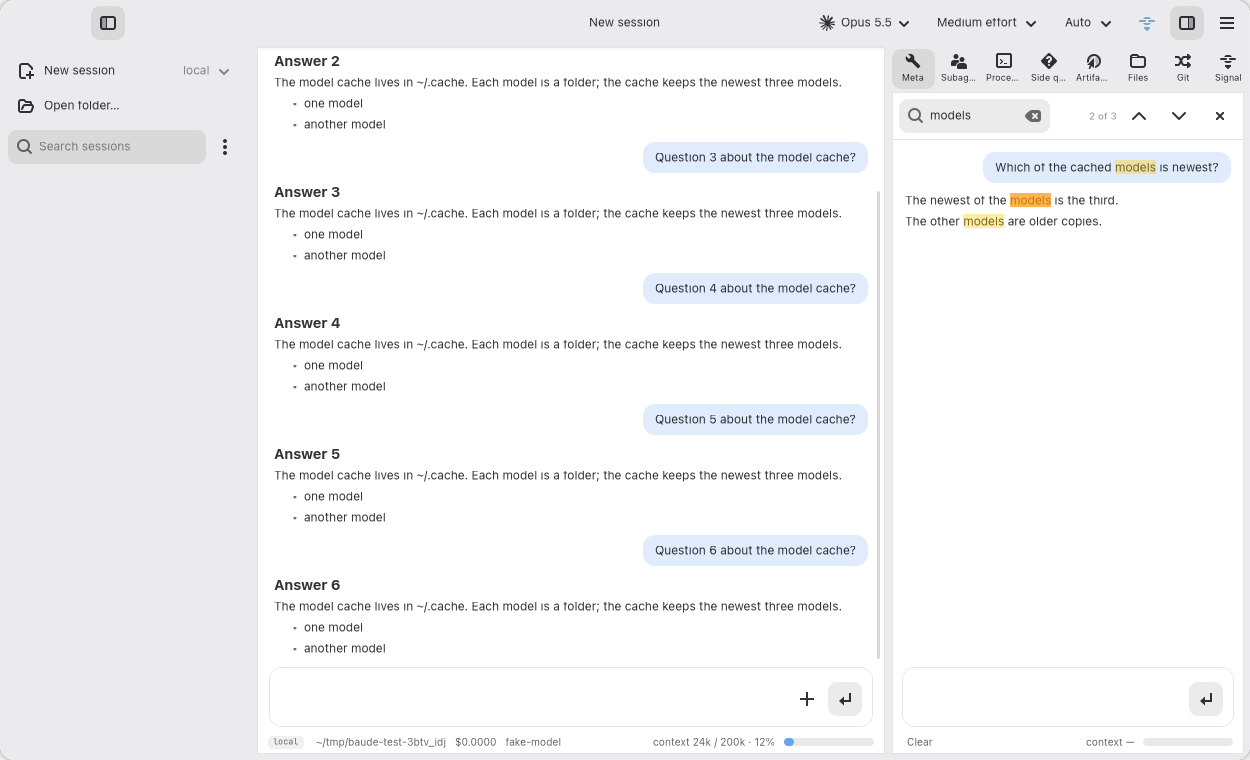 New session
Opus 5.5
Medium effort
Auto
New session
local
Open folder...
Search sessions
Answer 2
The model cache lives in ~/.cache. Each model is a folder; the cache keeps the newest three models.
- one model
- another model
Question 3 about the model cache?
Answer 3
The model cache lives in ~/.cache. Each model is a folder; the cache keeps the newest three models.
- one model
- another model
Question 4 about the model cache?
Answer 4
The model cache lives in ~/.cache. Each model is a folder; the cache keeps the newest three models.
- one model
- another model
Question 5 about the model cache?
Answer 5
The model cache lives in ~/.cache. Each model is a folder; the cache keeps the newest three models.
- one model
- another model
Question 6 about the model cache?
Answer 6
The model cache lives in ~/.cache. Each model is a folder; the cache keeps the newest three models.
- one model
- another model
local ~/tmp/baude-test-3btv_idj $0.0000 fake-model context 24k / 200k · 12%
Meta Subag... Proce... Side q... Artifa... Files Git Signal
models
2 of 3
Which of the cached models is newest?
The newest of the models is the third.
The other models are older copies.
Clear context —